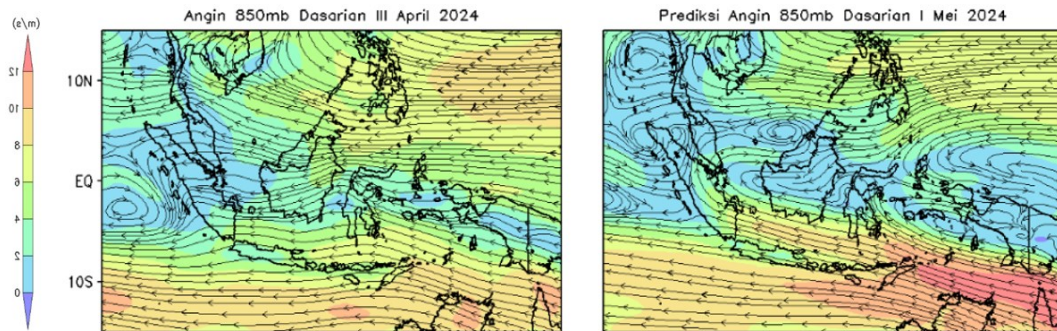 Angin 850mb Dasarian III April 2024
Prediksi Angin 850mb Dasarian I Mei 2024
(m/s)
12
10
8
6
4
2
0
10N
EQ
10S